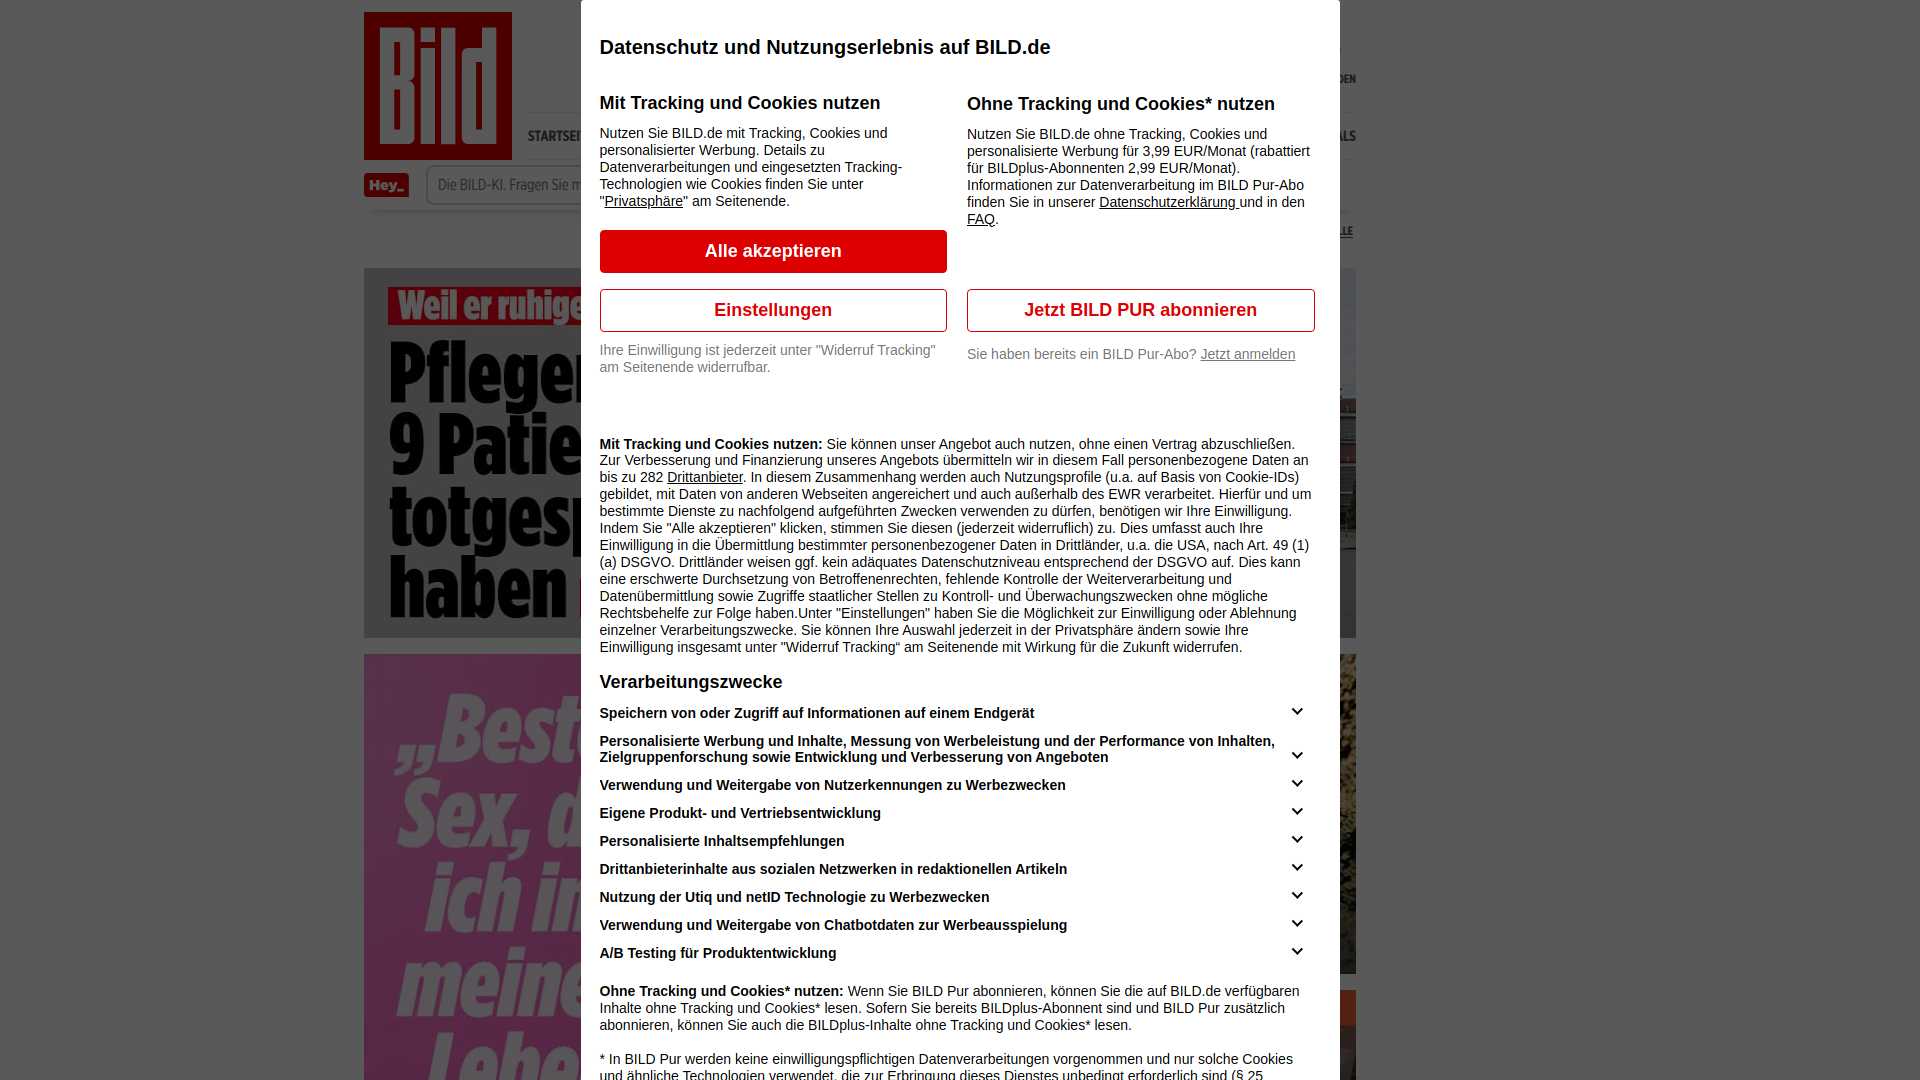 Bild
Datenschutz und Nutzungserlebnis auf BILD.de
Mit Tracking und Cookies nutzen
Nutzen Sie BILD.de mit Tracking, Cookies und
personalisierter Werbung. Details zu
Datenverarbeitungen und eingesetzten Tracking-
Technologien wie Cookies finden Sie unter
"Privatsphäre" am Seitenende.
Alle akzeptieren
Einstellungen
Ihre Einwilligung ist jederzeit unter "Widerruf Tracking"
am Seitenende widerrufbar.
Ohne Tracking und Cookies* nutzen
Nutzen Sie BILD.de ohne Tracking, Cookies und
personalisierte Werbung für 3,99 EUR/Monat (rabattiert
für BILDplus-Abonnenten 2,99 EUR/Monat).
Informationen zur Datenverarbeitung im BILD Pur-Abo
finden Sie in unserer Datenschutzerklärung und in den
FAQ.
Jetzt BILD PUR abonnieren
Sie haben bereits ein BILD Pur-Abo? Jetzt anmelden
Mit Tracking und Cookies nutzen: Sie können unser Angebot auch nutzen, ohne einen Vertrag abzuschließen.
Zur Verbesserung und Finanzierung unseres Angebots übermitteln wir in diesem Fall personenbezogene Daten an
bis zu 282 Drittanbieter. In diesem Zusammenhang werden auch Nutzungsprofile (u.a. auf Basis von Cookie-IDs)
gebildet, mit Daten von anderen Webseiten angereichert und auch außerhalb des EWR verarbeitet. Hierfür und um
bestimmte Dienste zu nachfolgend aufgeführten Zwecken verwenden zu dürfen, benötigen wir Ihre Einwilligung.
Indem Sie "Alle akzeptieren" klicken, stimmen Sie diesen (jederzeit widerruflich) zu. Dies umfasst auch Ihre
Einwilligung in die Übermittlung bestimmter personenbezogener Daten in Drittländer, u.a. die USA, nach Art. 49 (1)
(a) DSGVO. Drittländer weisen ggf. kein adäquates Datenschutzniveau entsprechend der DSGVO auf. Dies kann
eine erschwerte Durchsetzung von Betroffenenrechten, fehlende Kontrolle der Weiterverarbeitung und
Datenübermittlung sowie Zugriffe staatlicher Stellen zu Kontroll- und Überwachungszwecken ohne mögliche
Rechtsbehelfe zur Folge haben.Unter "Einstellungen" haben Sie die Möglichkeit zur Einwilligung oder Ablehnung
einzelner Verarbeitungszwecke. Sie können Ihre Auswahl jederzeit in der Privatsphäre ändern sowie Ihre
Einwilligung insgesamt unter "Widerruf Tracking“ am Seitenende mit Wirkung für die Zukunft widerrufen.
Verarbeitungszwecke
Speichern von oder Zugriff auf Informationen auf einem Endgerät
Personalisierte Werbung und Inhalte, Messung von Werbeleistung und der Performance von Inhalten,
Zielgruppenforschung sowie Entwicklung und Verbesserung von Angeboten
Verwendung und Weitergabe von Nutzerkennungen zu Werbezwecken
Eigene Produkt- und Vertriebsentwicklung
Personalisierte Inhaltsempfehlungen
Drittanbieterinhalte aus sozialen Netzwerken in redaktionellen Artikeln
Nutzung der Utiq und netID Technologie zu Werbezwecken
Verwendung und Weitergabe von Chatbotdaten zur Werbeausspielung
A/B Testing für Produktentwicklung
Ohne Tracking und Cookies* nutzen: Wenn Sie BILD Pur abonnieren, können Sie die auf BILD.de verfügbaren
Inhalte ohne Tracking und Cookies* lesen. Sofern Sie bereits BILDplus-Abonnent sind und BILD Pur zusätzlich
abonnieren, können Sie auch die BILDplus-Inhalte ohne Tracking und Cookies* lesen.
* In BILD Pur werden keine einwilligungspflichtigen Datenverarbeitungen vorgenommen und nur solche Cookies
und ähnliche Technologien verwendet, die zur Erbringung dieses Dienstes unbedingt erforderlich sind (§ 25
STARTSEI
Hey_
Die BILD-KI. Fragen Sie m
Weil er ruhige
Pflege
9 Patie
totgesp
haben
„Best
Sex, d
ich in
meine
Lebe